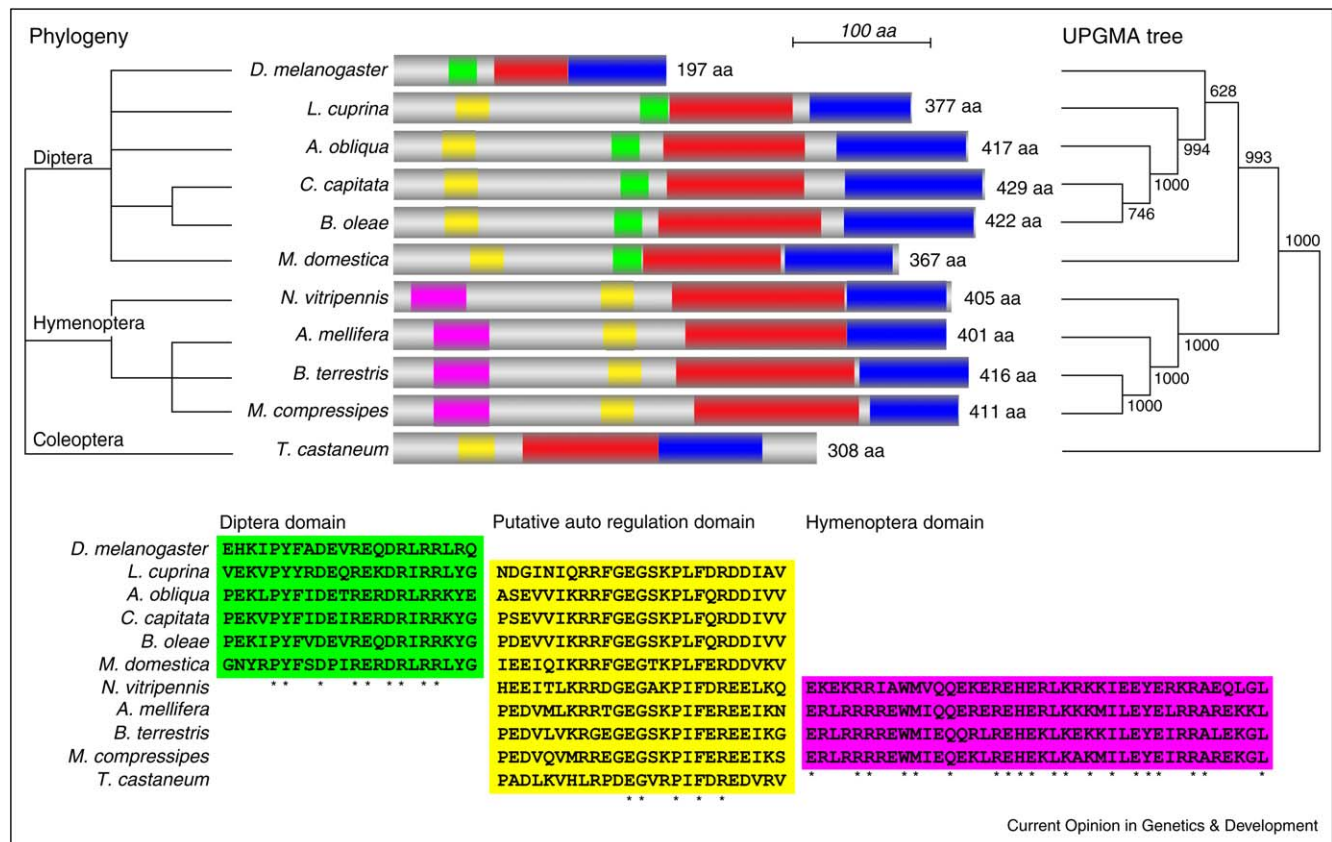 Phylogeny
100 aa
UPGMA tree
D. melanogaster
197 aa
628
L. cuprina
377 aa
994
Diptera
A. obliqua
417 aa
993
1000
C. capitata
429 aa
746
B. oleae
422 aa
1000
M. domestica
367 aa
N. vitripennis
405 aa
Hymenoptera
1000
A. mellifera
401 aa
1000
B. terrestris
416 aa
1000
M. compressipes
411 aa
Coleoptera
T. castaneum
308 aa
Diptera domain
Putative auto regulation domain
Hymenoptera domain
D. melanogaster EHKIPYFADEVREQDRLRRLRQ
L. cuprina VEKVPYYRDEQREKDRIRRLYG NDGINIQRRFGEGSKPLFDRDDIAV
A. obliqua PEKLPYFIDETRERDRLRRKYE ASEVVIKRRFGEGSKPLFQRDDIVV
C. capitata PEKVPYFIDEIRERDRIRRKYG PSEVVIKRRFGEGSKPLFQRDDIVV
B. oleae PEKIPYFVDEVREQDRIRRKYG PDEVVIKRRFGEGSKPLFQRDDIVV
M. domestica GNYRPYFSDPIRERDRLRRLYG IEEIQIKRRFGEGTKPLFERDDVKV
** * ** ** **
N. vitripennis HEEITLKRRDGEGAKPIFDREELKQ EKEKRRIAWMVQQEKEREHERLKRKKIEEYERKRAEQLGL
A. mellifera PEDVMLKRRTGEGSKPIFEREEIKN ERLRRRREWMIQQEREREHERLKKKMILEYELRRAREKKL
B. terrestris PEDVLVKRGEGEGSKPIFEREEIKG ERLRRRREWMIEQQRLREHEKLKEKKIILEYEIRRALEKGL
M. compressipes PEDVQVMRREGEGSKPIFEREEIKS ERLRRRREWMIEQEKLREHEKLKAKMILEYEIRRAREKGL
* ** ** * **** ** * * *** ** *
T. castaneum PADLKVHLRPDEGVRPIFDREDVRV
** * * *
Current Opinion in Genetics & Development